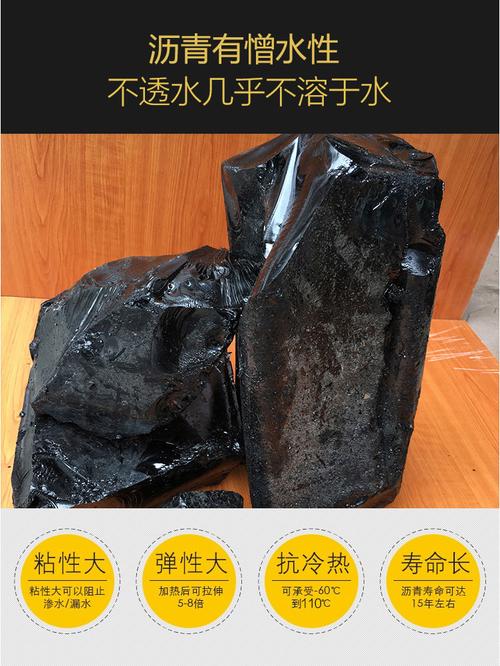 沥青有憎水性
不透水几乎不溶于水
粘性大
粘性大可以阻止
渗水/漏水
弹性大
加热后可拉伸
5-8倍
抗冷热
可承受-60℃
到110℃
寿命长
沥青寿命可达
15年左右